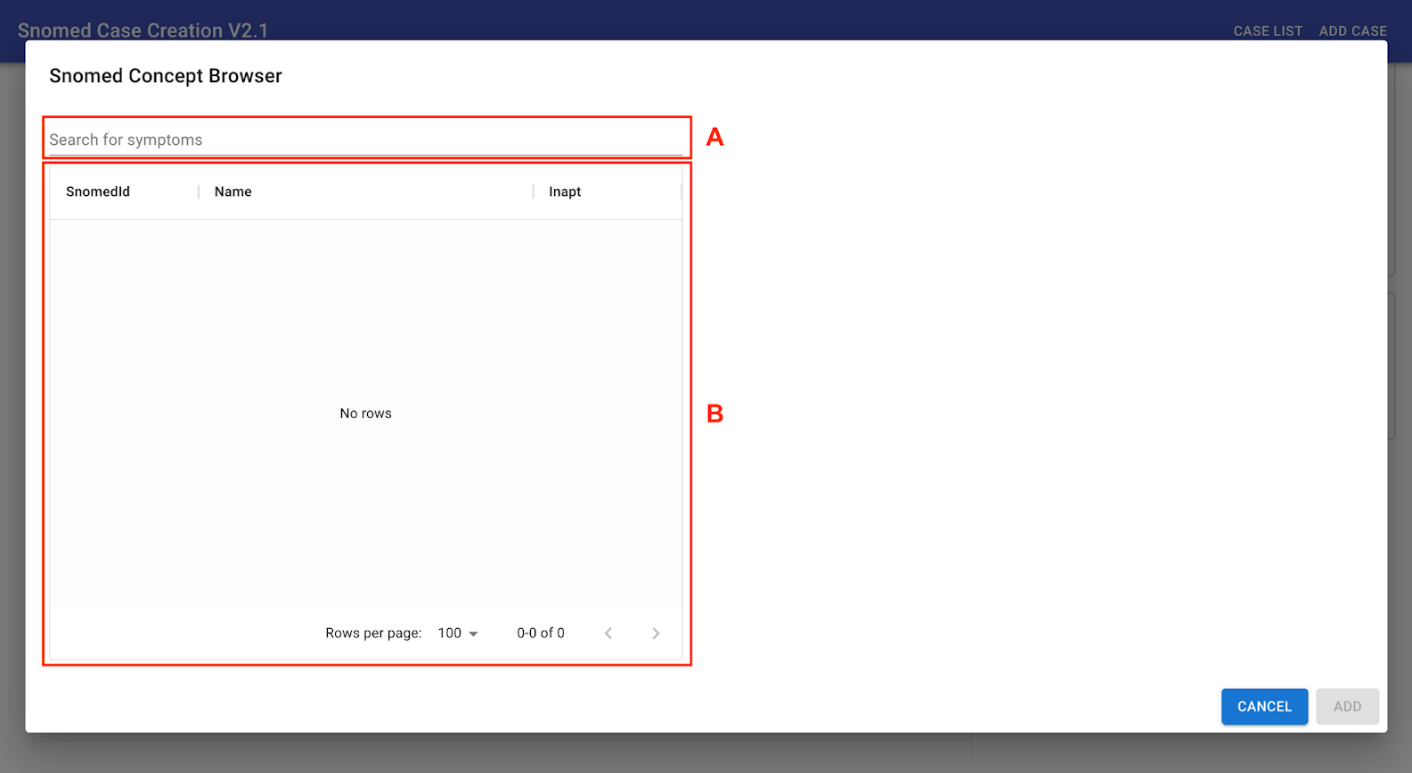 Snomed Case Creation V2.1
CASE LIST ADD CASE
Snomed Concept Browser
Search for symptoms
A
SnomedId Name Inapt
No rows
B
Rows per page: 100 0-0 of 0
CANCEL ADD